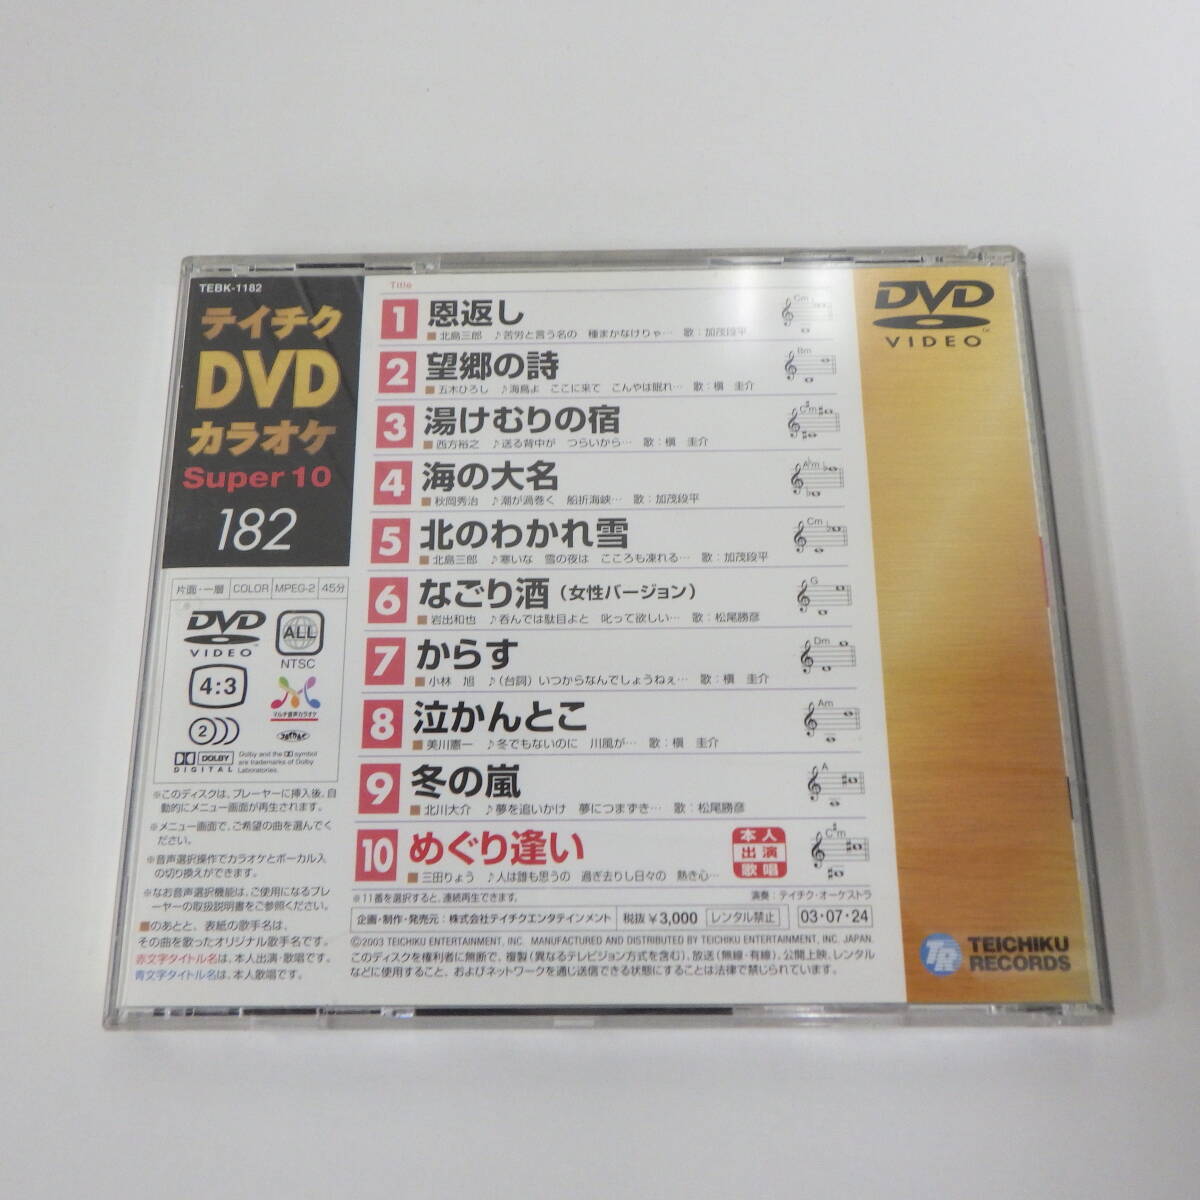 TEBK-1182
テイチク
DVD
カラオケ
Super 10
182
片面・一層 COLOR MPEG-2 45分
DVD
VIDEO
ALL
NTSC
4:3
マルチ音声カラオケ
2
JASRAC
DOLBY
DIGITAL
Dolby and the DD symbol
are trademarks of Dolby
Laboratories.
※このディスクは、プレーヤーに挿入後、自
動的にメニュー画面が再生されます。
※メニュー画面で、ご希望の曲を選んでく
ださい。
※音声選択操作でカラオケとボーカル入
の切り換えができます。
※なお音声選択機能は、ご使用になるプレ
ーヤーの取扱説明書をご参照ください。
■のあとと、表紙の歌手名は、
その曲を歌ったオリジナル歌手名です。
赤文字タイトル名は、本人出演・歌唱です。
青文字タイトル名は、本人歌唱です。
Title
1 恩返し
■北島三郎 ♪苦労と言う名の 種まかなけりゃ… 歌：加茂段平
Cm
2 望郷の詩
■五木ひろし ♪海鳥よ ここに来て こんやは眠れ… 歌：槇 圭介
Bm
3 湯けむりの宿
■西方裕之 ♪送る背中が つらいから… 歌：槇 圭介
C#m
4 海の大名
■秋岡秀治 ♪潮が渦巻く 船折海峡… 歌：加茂段平
A♭m
5 北のわかれ雪
■北島三郎 ♪寒いな 雪の夜は こころも凍れる… 歌：加茂段平
Cm
6 なごり酒（女性バージョン）
■岩出和也 ♪呑んでは駄目よと 叱って欲しい… 歌：松尾勝彦
G
7 からす
■小林 旭 ♪（台詞）いつからなんでしょうねぇ… 歌：槇 圭介
Dm
8 泣かんとこ
■美川憲一 ♪冬でもないのに 川風が… 歌：槇 圭介
Am
9 冬の嵐
■北川大介 ♪夢を追いかけ 夢につまずき… 歌：松尾勝彦
A
10 めぐり逢い
■三田りょう ♪人は誰も思うの 過ぎ去りし日々の 熱き心…
本人
出演
歌唱
C#m
※11番を選択すると、連続再生できます。
演奏：テイチク・オーケストラ
企画・制作・発売元：株式会社テイチクエンタテインメント 税抜¥3,000 レンタル禁止 03・07・24
©2003 TEICHIKU ENTERTAINMENT, INC. MANUFACTURED AND DISTRIBUTED BY TEICHIKU ENTERTAINMENT, INC. JAPAN.
このディスクを権利者に無断で、複製（異なるテレビジョン方式を含む）、放送（無線・有線）、公開上映、レンタル
などに使用すること、およびネットワークを通じ送信できる状態にすることは法律で禁じられています。
DVD
VIDEO
TM
TR TEICHIKU
RECORDS